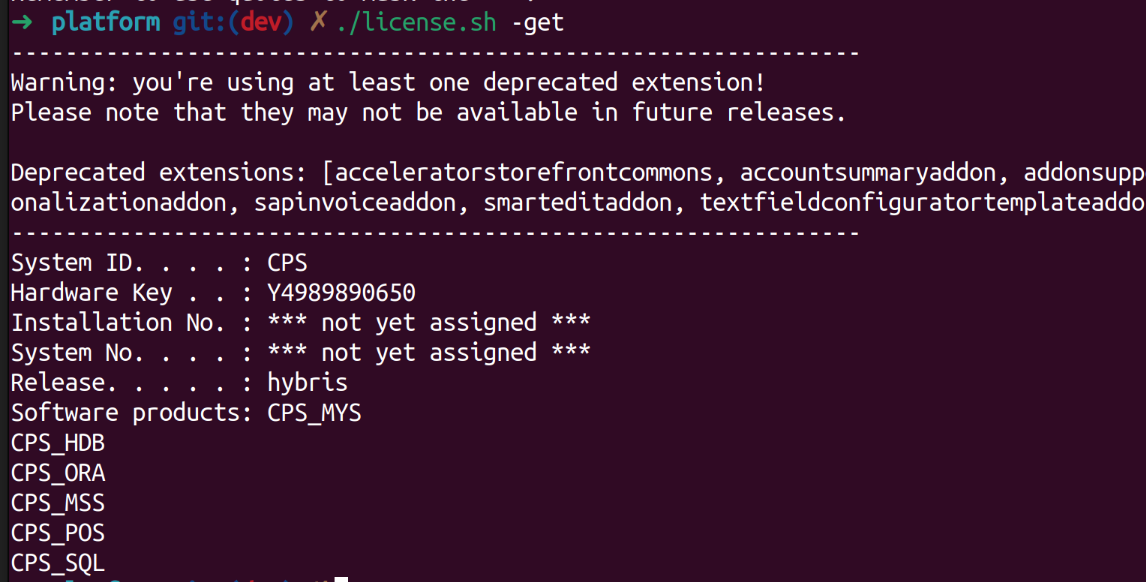 ➜ platform git:(dev) ✗ ./license.sh -get
---------------------------------------------------------------
Warning: you're using at least one deprecated extension!
Please note that they may not be available in future releases.
Deprecated extensions: [acceleratorstorefrontcommons, accountsummaryaddon, addonsupp
onalizationaddon, sapinvoiceaddon, smarteditaddon, textfieldconfiguratortemplateaddo
---------------------------------------------------------------
System ID. . . . : CPS
Hardware Key . . : Y4989890650
Installation No. : *** not yet assigned ***
System No. . . . : *** not yet assigned ***
Release. . . . . : hybris
Software products: CPS_MYS
CPS_HDB
CPS_ORA
CPS_MSS
CPS_POS
CPS_SQL